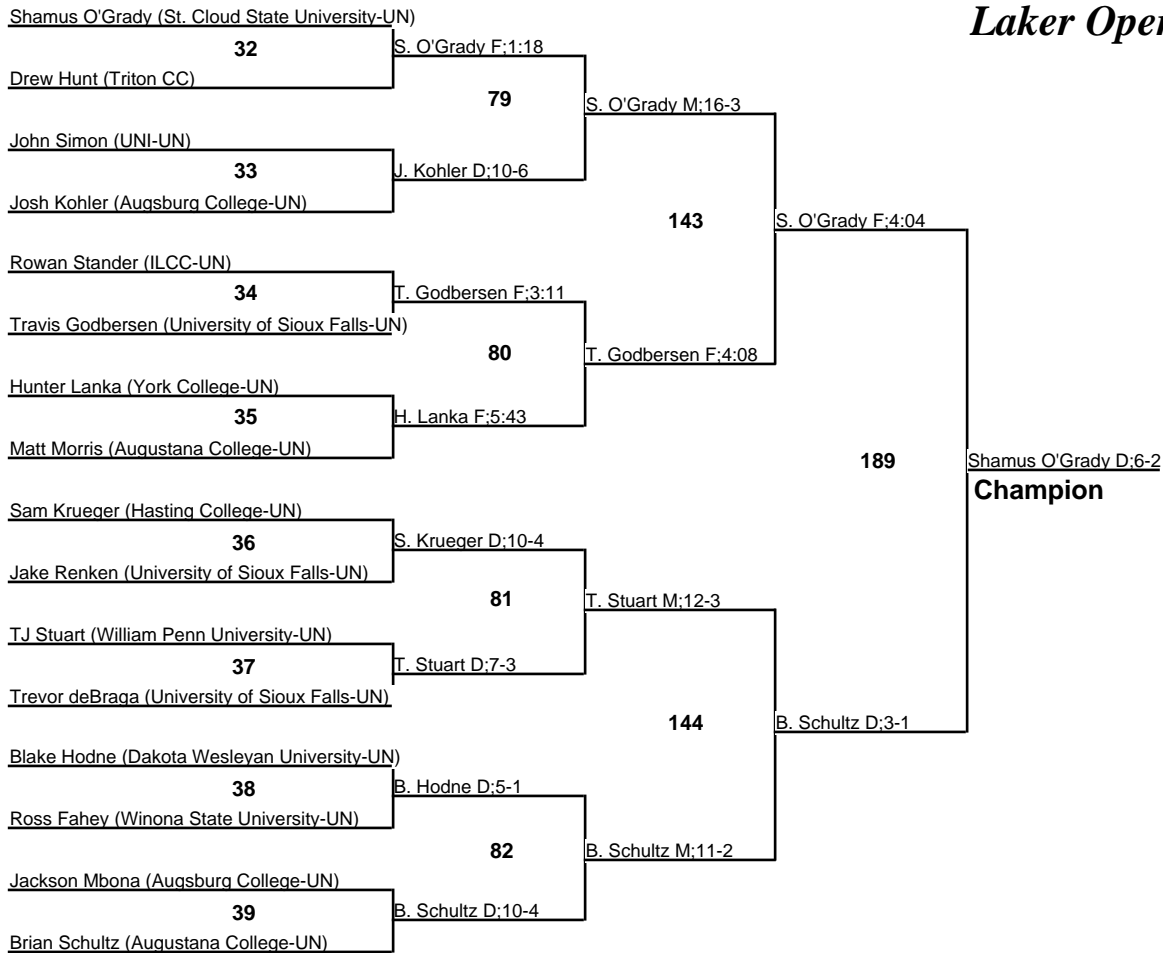 Laker Open
Shamus O'Grady (St. Cloud State University-UN)
32
S. O'Grady F;1:18
Drew Hunt (Triton CC)
79
S. O'Grady M;16-3
John Simon (UNI-UN)
33
J. Kohler D;10-6
Josh Kohler (Augsburg College-UN)
143
S. O'Grady F;4:04
Rowan Stander (ILCC-UN)
34
T. Godbersen F;3:11
Travis Godbersen (University of Sioux Falls-UN)
80
T. Godbersen F;4:08
Hunter Lanka (York College-UN)
35
H. Lanka F;5:43
Matt Morris (Augustana College-UN)
189
Shamus O'Grady D;6-2
Champion
Sam Krueger (Hasting College-UN)
36
S. Krueger D;10-4
Jake Renken (University of Sioux Falls-UN)
81
T. Stuart M;12-3
TJ Stuart (William Penn University-UN)
37
T. Stuart D;7-3
Trevor deBraga (University of Sioux Falls-UN)
144
B. Schultz D;3-1
Blake Hodne (Dakota Wesleyan University-UN)
38
B. Hodne D;5-1
Ross Fahey (Winona State University-UN)
82
B. Schultz M;11-2
Jackson Mbona (Augsburg College-UN)
39
B. Schultz D;10-4
Brian Schultz (Augustana College-UN)